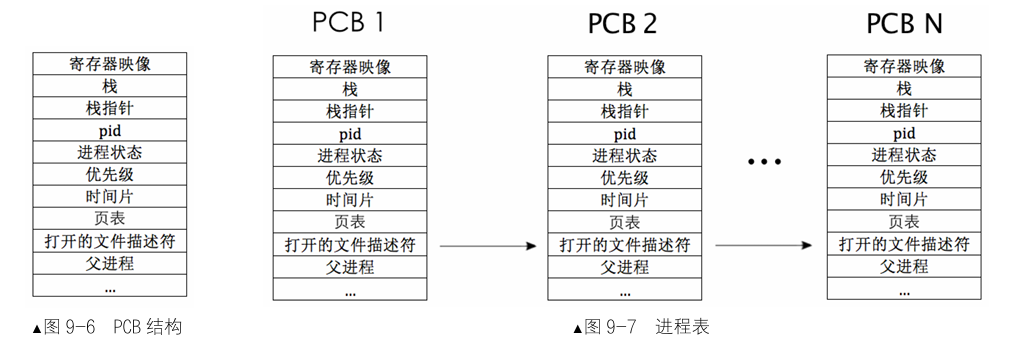 PCB 1
PCB 2
PCB N
寄存器映像
栈
栈指针
pid
进程状态
优先级
时间片
页表
打开的文件描述符
父进程
...
寄存器映像
栈
栈指针
pid
进程状态
优先级
时间片
页表
打开的文件描述符
父进程
...
寄存器映像
栈
栈指针
pid
进程状态
优先级
时间片
页表
打开的文件描述符
父进程
...
•••
寄存器映像
栈
栈指针
pid
进程状态
优先级
时间片
页表
打开的文件描述符
父进程
...
▲图 9-6 PCB 结构
▲图 9-7 进程表